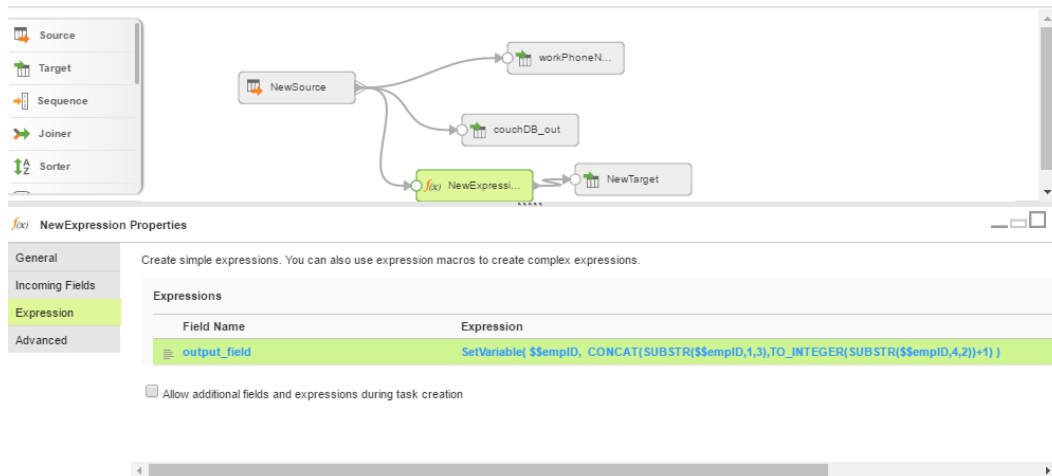 Source
Target
Sequence
Joiner
Sorter
NewSource
workPhoneN...
couchDB_out
f(x) NewExpressi...
NewTarget
f(x) NewExpression Properties
General
Incoming Fields
Expression
Advanced
Create simple expressions. You can also use expression macros to create complex expressions.
Expressions
Field Name Expression
output_field SetVariable( $$empID, CONCAT(SUBSTR($$empID,1,3),TO_INTEGER(SUBSTR($$empID,4,2))+1) )
Allow additional fields and expressions during task creation